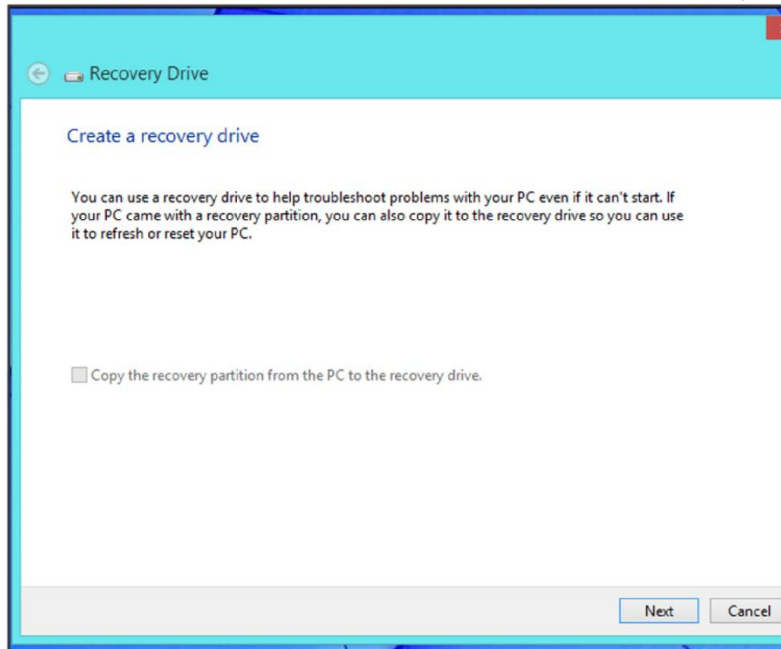 Recovery Drive
Create a recovery drive
You can use a recovery drive to help troubleshoot problems with your PC even if it can't start. If
your PC came with a recovery partition, you can also copy it to the recovery drive so you can use
it to refresh or reset your PC.
Copy the recovery partition from the PC to the recovery drive.
Next
Cancel